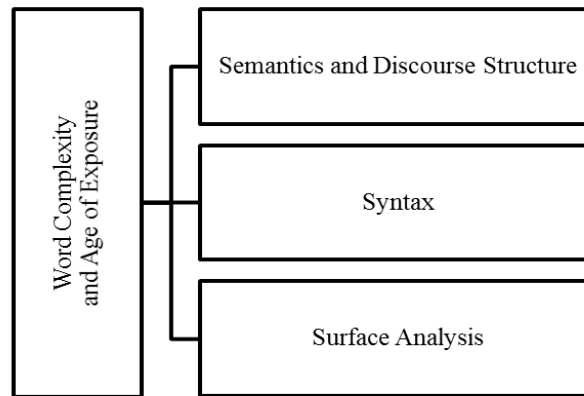 Word Complexity
and Age of Exposure
Semantics and Discourse Structure
Syntax
Surface Analysis